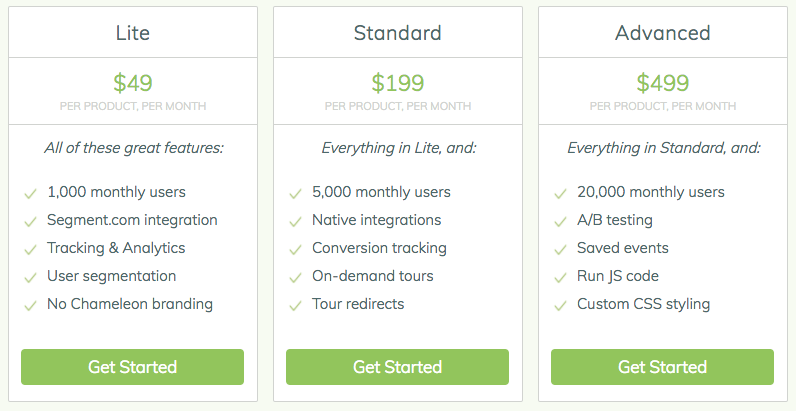 Lite
$49
PER PRODUCT, PER MONTH
All of these great features:
1,000 monthly users
Segment.com integration
Tracking & Analytics
User segmentation
No Chameleon branding
Get Started
Standard
$199
PER PRODUCT, PER MONTH
Everything in Lite, and:
5,000 monthly users
Native integrations
Conversion tracking
On-demand tours
Tour redirects
Get Started
Advanced
$499
PER PRODUCT, PER MONTH
Everything in Standard, and:
20,000 monthly users
A/B testing
Saved events
Run JS code
Custom CSS styling
Get Started